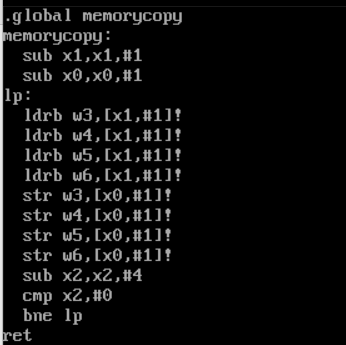 .global memorycopy
memorycopy:
  sub x1,x1,#1
  sub x0,x0,#1
lp:
  ldrb w3,[x1,#1]!
  ldrb w4,[x1,#1]!
  ldrb w5,[x1,#1]!
  ldrb w6,[x1,#1]!
  str w3,[x0,#1]!
  str w4,[x0,#1]!
  str w5,[x0,#1]!
  str w6,[x0,#1]!
  sub x2,x2,#4
  cmp x2,#0
  bne lp
ret